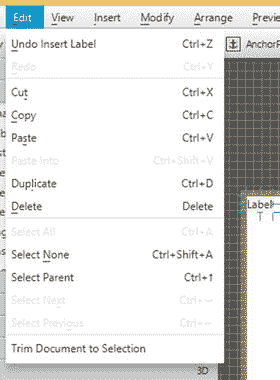 Edit View Insert Modify Arrange Previe
Undo Insert Label Ctrl+Z
Redo Ctrl+Y
AnchorP
Cut Ctrl+X
Copy Ctrl+C
Paste Ctrl+V
Paste Into Ctrl+Shift+V
Duplicate Ctrl+D
Delete Delete
Label
Select All Ctrl+A
Select None Ctrl+Shift+A
Select Parent Ctrl+↑
Select Next Ctrl+
Select Previous Ctrl+
Trim Document to Selection
3D